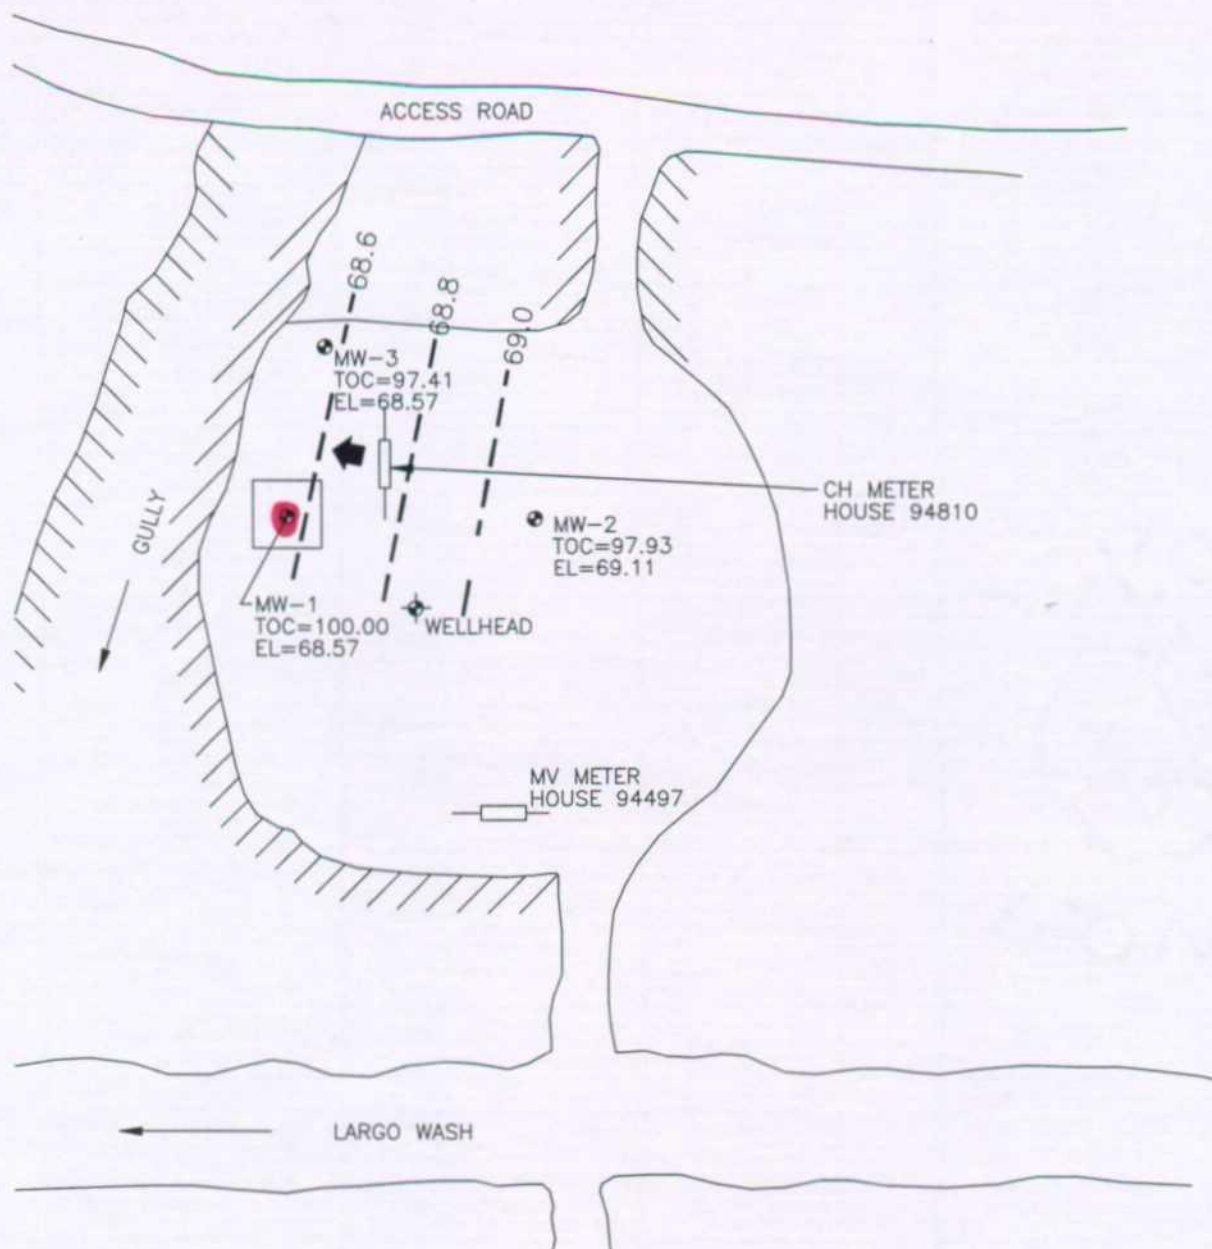 ACCESS ROAD
68.6
68.8
69.0
MW-3
TOC=97.41
EL=68.57
CH METER
HOUSE 94810
GULLY
MW-2
TOC=97.93
EL=69.11
MW-1
TOC=100.00
EL=68.57
WELLHEAD
MV METER
HOUSE 94497
LARGO WASH